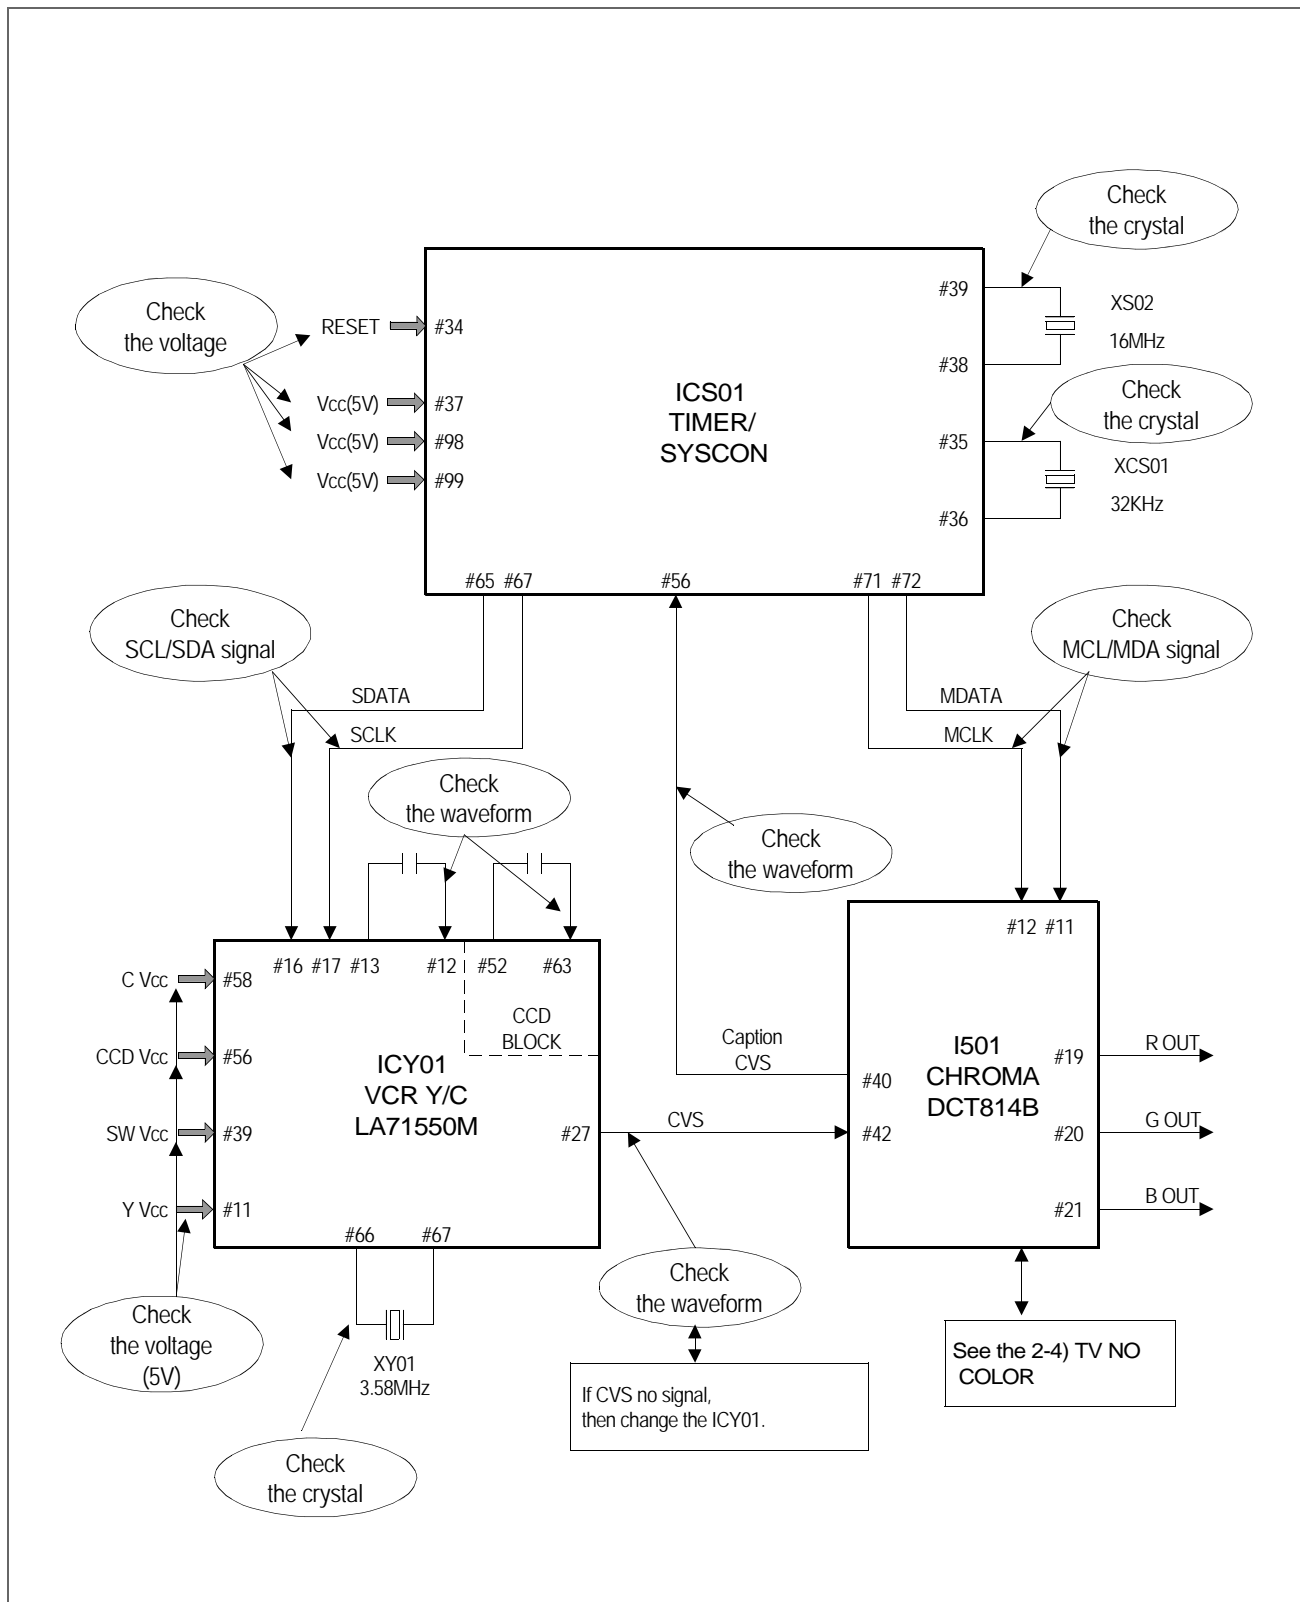 Check
the crystal
#39
XS02
16MHz
#38
Check
the voltage
RESET
#34
Vcc(5V)
#37
Vcc(5V)
#98
Vcc(5V)
#99
ICS01
TIMER/
SYSCON
Check
the crystal
#35
XCS01
32KHz
#36
#65 #67
#56
#71 #72
Check
SCL/SDA signal
Check
MCL/MDA signal
SDATA
SCLK
MDATA
MCLK
Check
the waveform
Check
the waveform
#16 #17 #13
#12 #52
#63
#12 #11
C Vcc
#58
CCD Vcc
#56
SW Vcc
#39
Y Vcc
#11
CCD
BLOCK
ICY01
VCR Y/C
LA71550M
#27
#66
#67
Caption
CVS
CVS
#40
#42
I501
CHROMA
DCT814B
#19
R OUT
#20
G OUT
#21
B OUT
Check
the voltage
(5V)
XY01
3.58MHz
Check
the crystal
Check
the waveform
If CVS no signal,
then change the ICY01.
See the 2-4) TV NO
COLOR